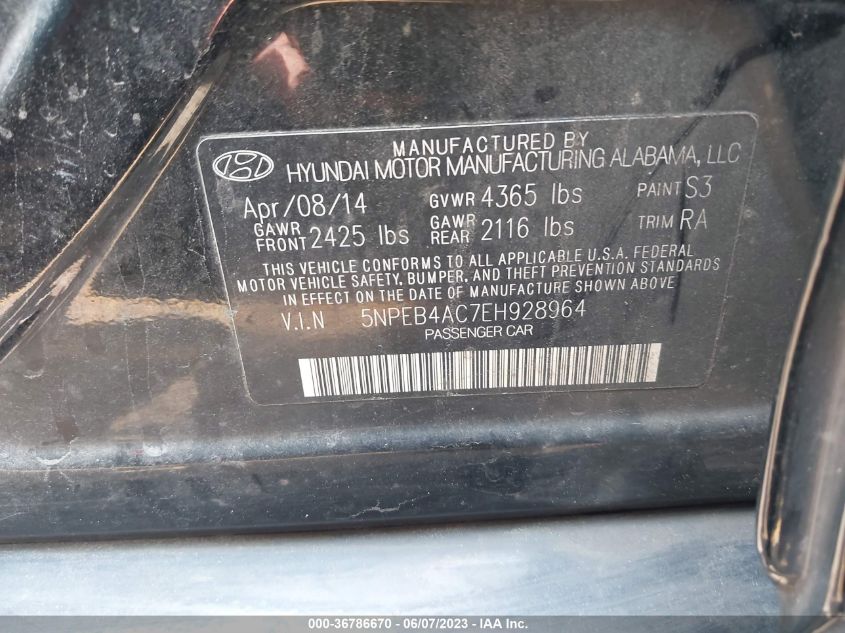 MANUFACTURED BY
HYUNDAI MOTOR MANUFACTURING ALABAMA, LLC
Apr/08/14 GVWR 4365 lbs PAINT S3
GAWR FRONT 2425 lbs GAWR REAR 2116 lbs TRIM RA
THIS VEHICLE CONFORMS TO ALL APPLICABLE U.S.A. FEDERAL
MOTOR VEHICLE SAFETY, BUMPER, AND THEFT PREVENTION STANDARDS
IN EFFECT ON THE DATE OF MANUFACTURE SHOWN ABOVE
V.I.N 5NPEB4AC7EH928964
PASSENGER CAR
000-36786670 - 06/07/2023 - IAA Inc.